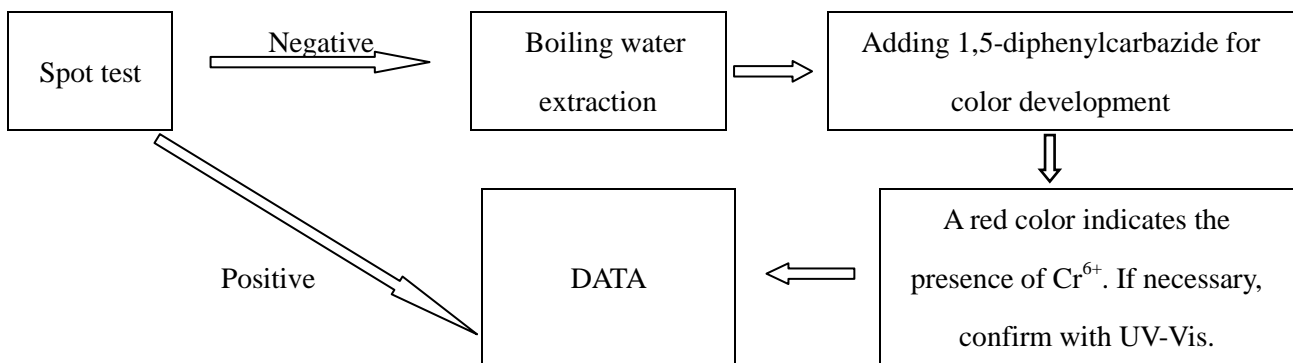 Spot test
Negative
Boiling water
extraction
Adding 1,5-diphenylcarbazide for
color development
A red color indicates the
presence of Cr⁶⁺. If necessary,
confirm with UV-Vis.
DATA
Positive